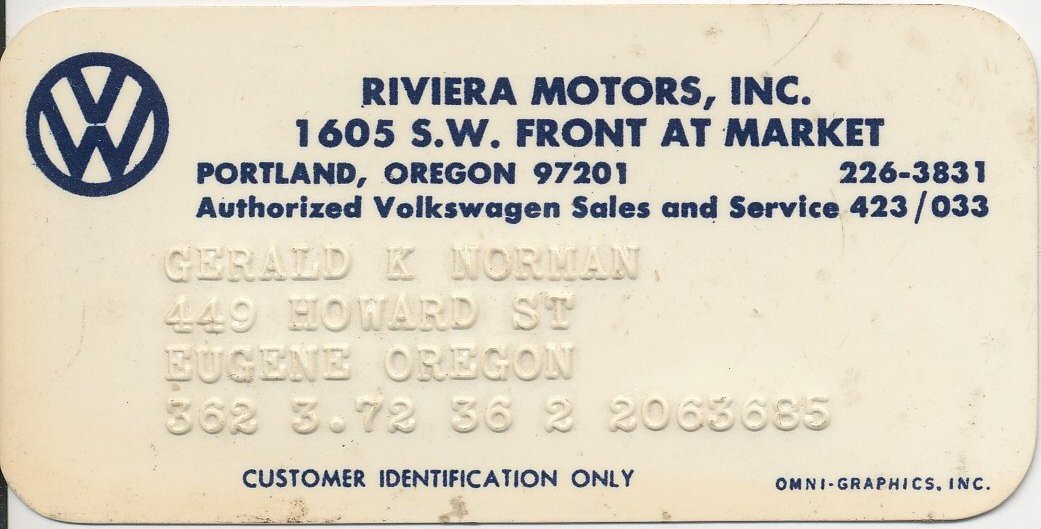 VW
RIVIERA MOTORS, INC.
1605 S.W. FRONT AT MARKET
PORTLAND, OREGON 97201 226-3831
Authorized Volkswagen Sales and Service 423/033
GERALD K NORMAN
449 HOWARD ST
EUGENE OREGON
362 3.72 36 2 2063685
CUSTOMER IDENTIFICATION ONLY
OMNI-GRAPHICS, INC.